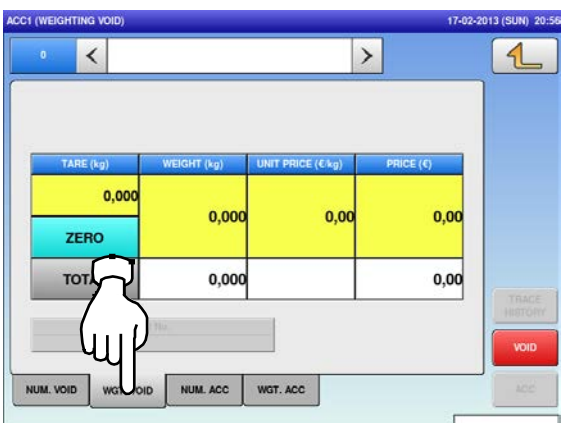 ACC1 (WEIGHTING VOID) 17-02-2013 (SUN) 20:56
0
TARE (kg) WEIGHT (kg) UNIT PRICE (€/kg) PRICE (€)
0,000 0,000 0,00 0,00
ZERO
0,000 0,00
No.
TRACE
HISTORY
VOID
NUM. VOID NUM. ACC WGT. ACC ACC